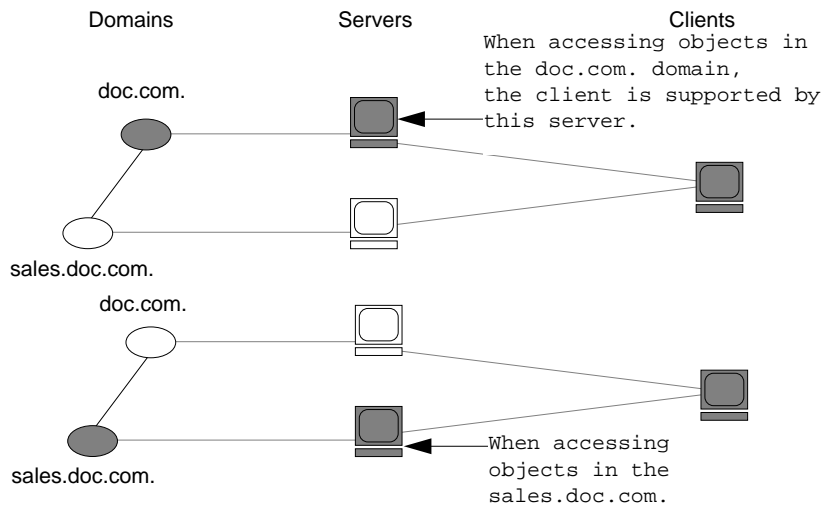 Domains
Servers
Clients
When accessing objects in
the doc.com. domain,
the client is supported by
this server.
doc.com.
sales.doc.com.
doc.com.
sales.doc.com.
When accessing
objects in the
sales.doc.com.